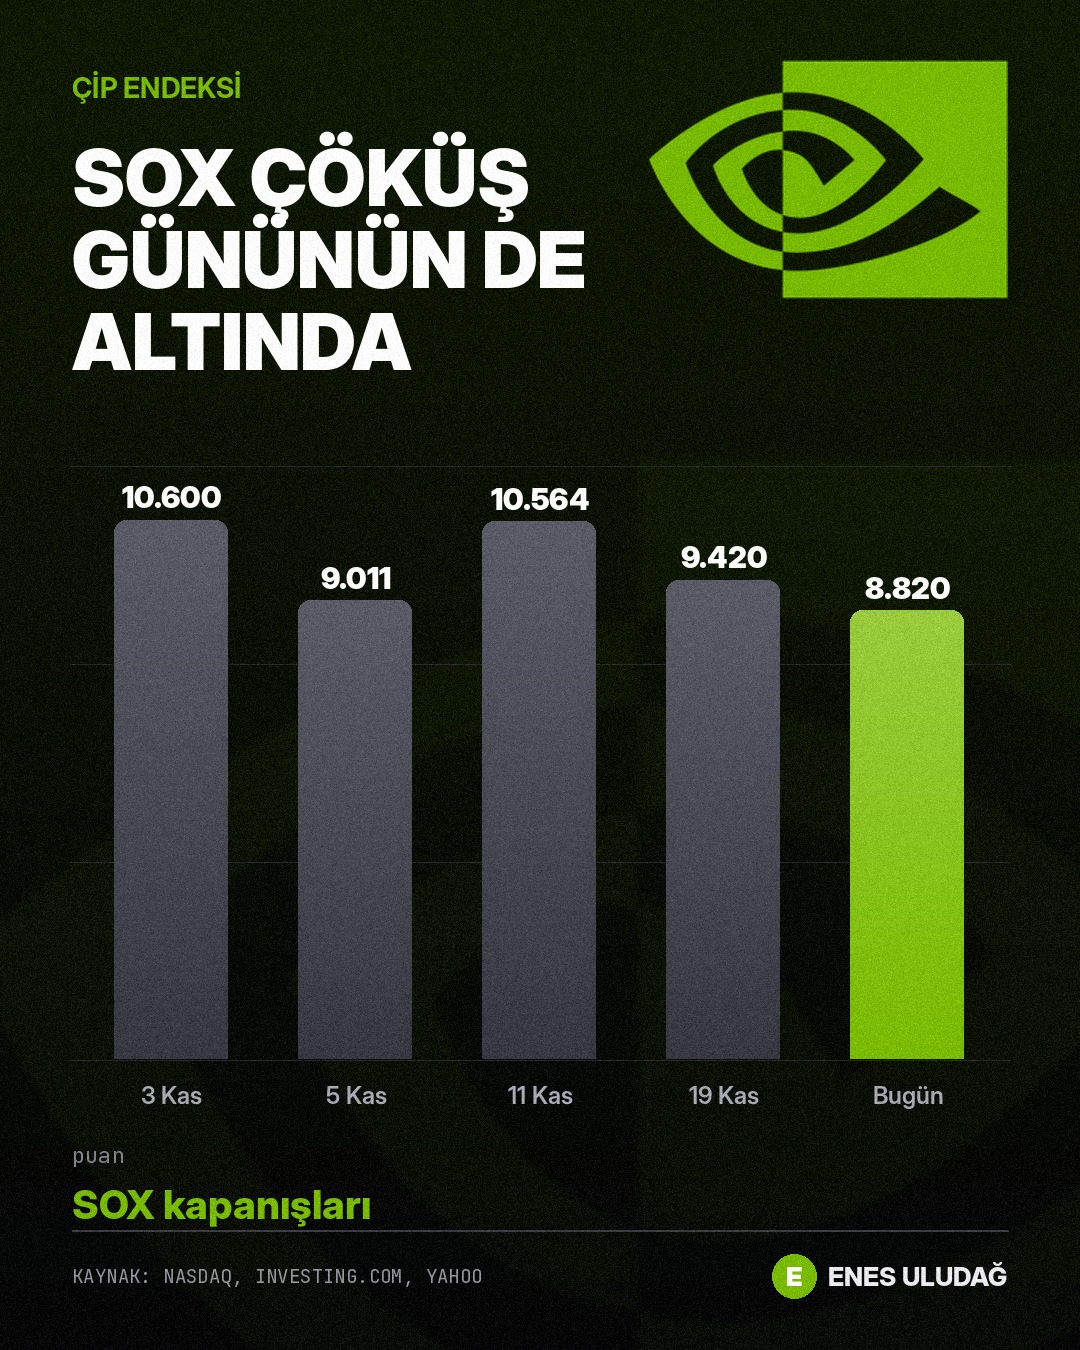 ÇİP ENDEKSİ
SOX ÇÖKÜŞ
GÜNÜNÜN DE
ALTINDA
10.600
9.011
10.564
9.420
8.820
3 Kas
5 Kas
11 Kas
19 Kas
Bugün
puan
SOX kapanışları
KAYNAK: NASDAQ, INVESTING.COM, YAHOO
E ENES ULUDAĞ